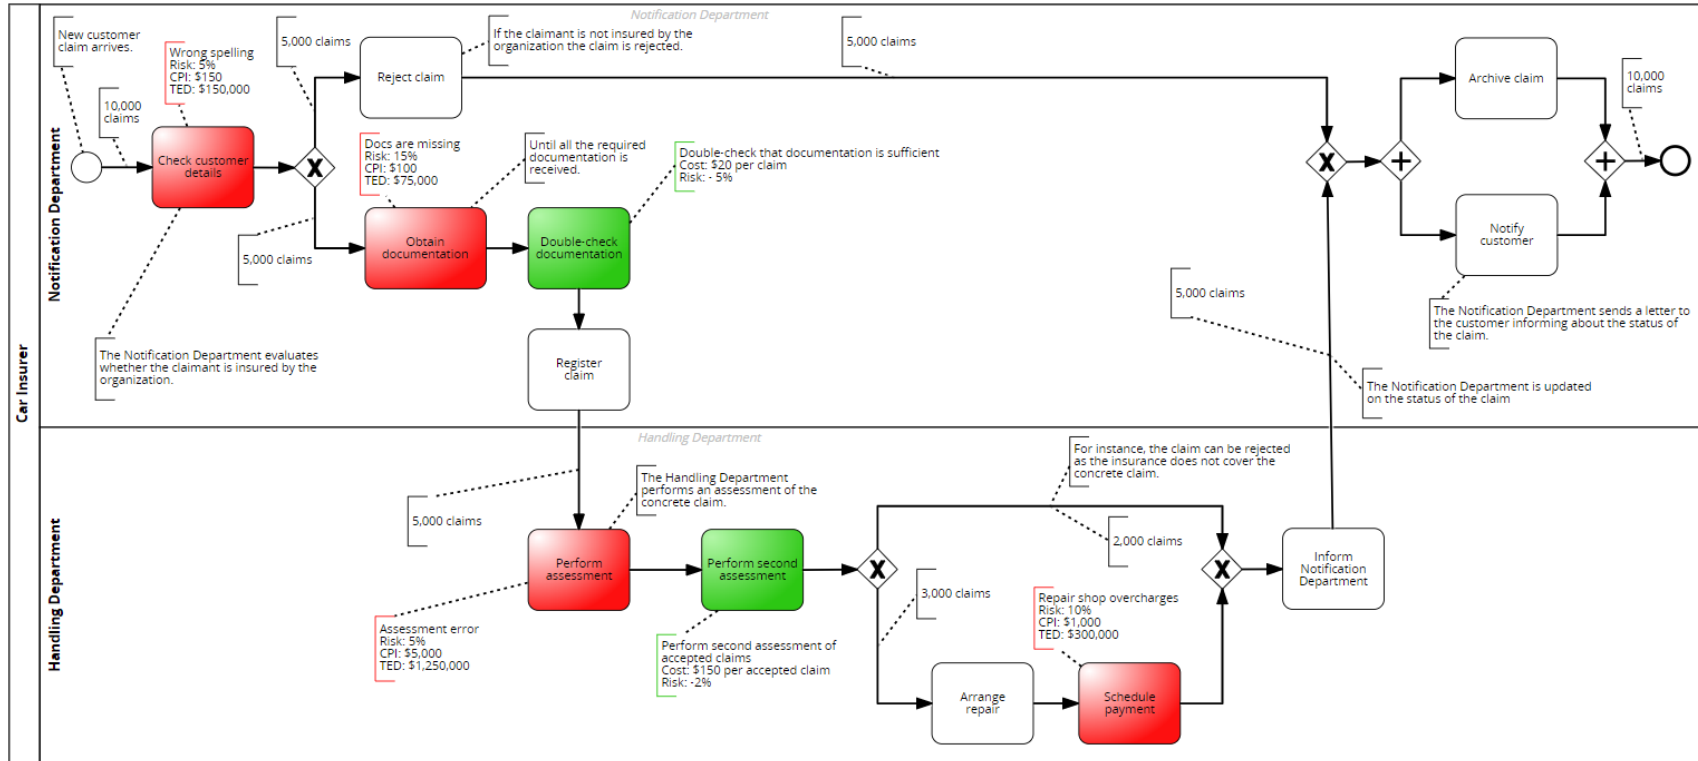 Car Insurer
Notification Department
Notification Department
New customer
claim arrives.
10,000
claims
Wrong spelling
Risk: 5%
CPI: $150
TED: $150,000
Check customer
details
The Notification Department evaluates
whether the claimant is insured by the
organization.
5,000 claims
X
Reject claim
If the claimant is not insured by the
organization the claim is rejected.
5,000 claims
5,000 claims
Docs are missing
Risk: 15%
CPI: $100
TED: $75,000
Obtain
documentation
Until all the required
documentation is
received.
Double-check
documentation
Double-check that documentation is sufficient
Cost: $20 per claim
Risk: - 5%
Register
claim
X
Archive claim
10,000
claims
Notify
customer
The Notification Department sends a letter to
the customer informing about the status of
the claim.
5,000 claims
The Notification Department is updated
on the status of the claim
Handling Department
Handling Department
5,000 claims
The Handling Department
performs an assessment of the
concrete claim.
Perform
assessment
Assessment error
Risk: 5%
CPI: $5,000
TED: $1,250,000
Perform second
assessment
Perform second assessment of
accepted claims
Cost: $150 per accepted claim
Risk: -2%
X
For instance, the claim can be rejected
as the insurance does not cover the
concrete claim.
2,000 claims
3,000 claims
Arrange
repair
Repair shop overcharges
Risk: 10%
CPI: $1,000
TED: $300,000
Schedule
payment
X
Inform
Notification
Department